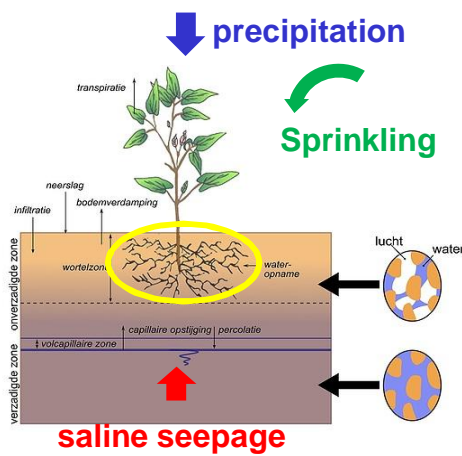 precipitation
transpiratie
Sprinkling
neerslag
bodemverdamping
infiltratie
lucht
water
onverzadigde zone
wortelzone
water-
opname
capillaire opstijging
percolatie
volcapillaire zone
verzadigde zone
saline seepage